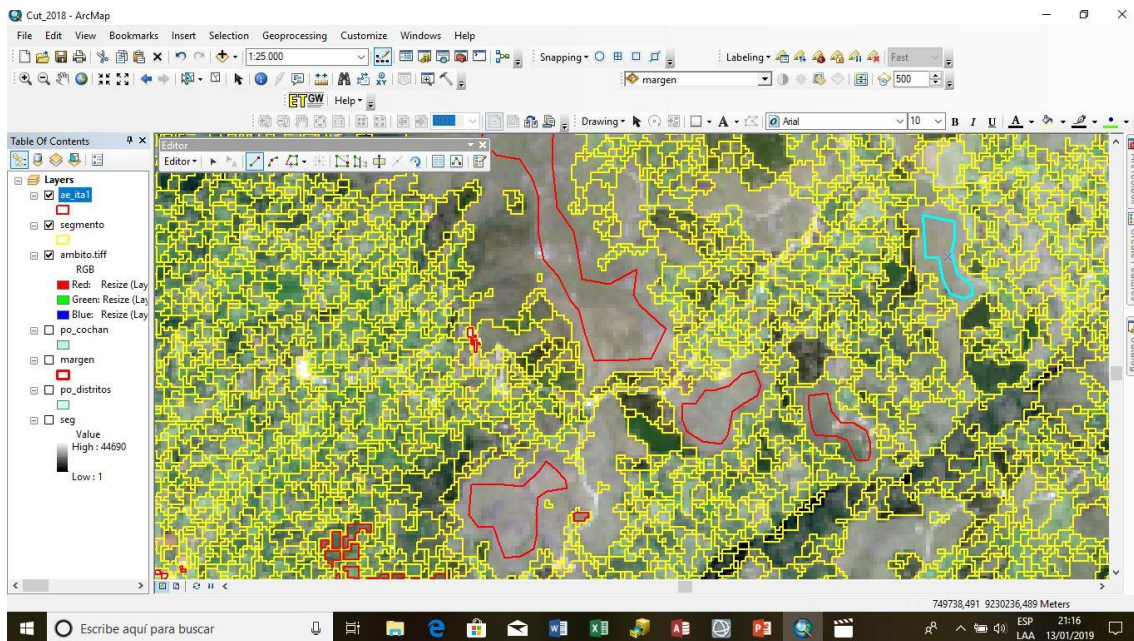 Cut_2018 - ArcMap
File Edit View Bookmarks Insert Selection Geoprocessing Customize Windows Help
1:25.000 Snapping Labeling Fast
margen 500
ETGW Help
Drawing A Arial 10 B I U A
Table Of Contents
Editor
Editor
Layers
ae_ita1
segmento
ambito.tiff
RGB
Red: Resize (Lay
Green: Resize (Lay
Blue: Resize (Lay
po_cochan
margen
po_distritos
seg
Value
High : 44690
Low : 1
Create Features
Catalog
749738,491 9230236,489 Meters
Escribe aquí para buscar
ESP 21:16
LAA 13/01/2019